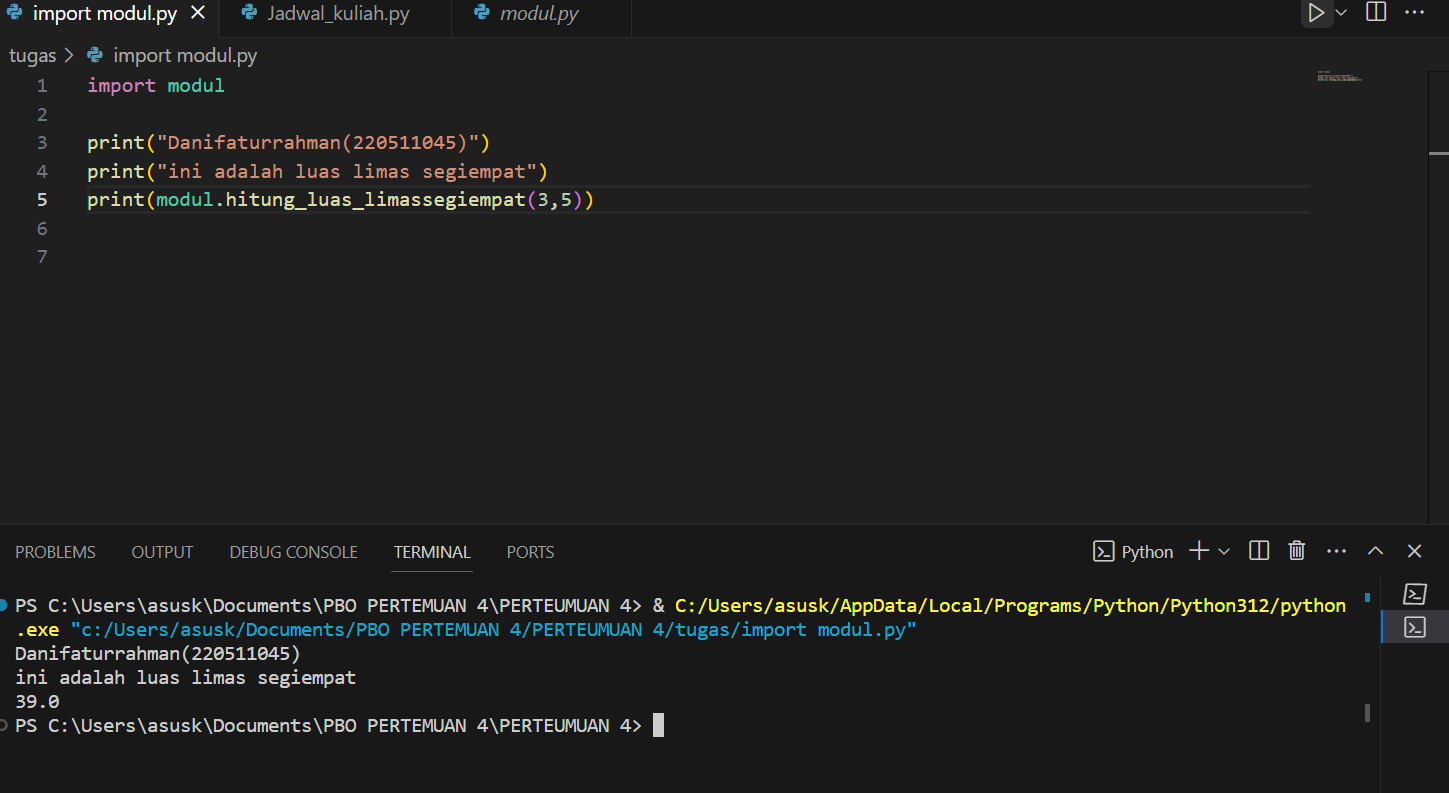 import modul.py Jadwal_kuliah.py modul.py
tugas > import modul.py
1 import modul
2
3 print("Danifaturrahman(220511045)")
4 print("ini adalah luas limas segiempat")
5 print(modul.hitung_luas_limassegiempat(3,5))
6
7
PROBLEMS OUTPUT DEBUG CONSOLE TERMINAL PORTS Python
PS C:\Users\asusk\Documents\PBO PERTEMUAN 4\PERTEUMUAN 4> & C:/Users/asusk/AppData/Local/Programs/Python/Python312/python
.exe "c:/Users/asusk/Documents/PBO PERTEMUAN 4/PERTEUMUAN 4/tugas/import modul.py"
Danifaturrahman(220511045)
ini adalah luas limas segiempat
39.0
PS C:\Users\asusk\Documents\PBO PERTEMUAN 4\PERTEUMUAN 4>